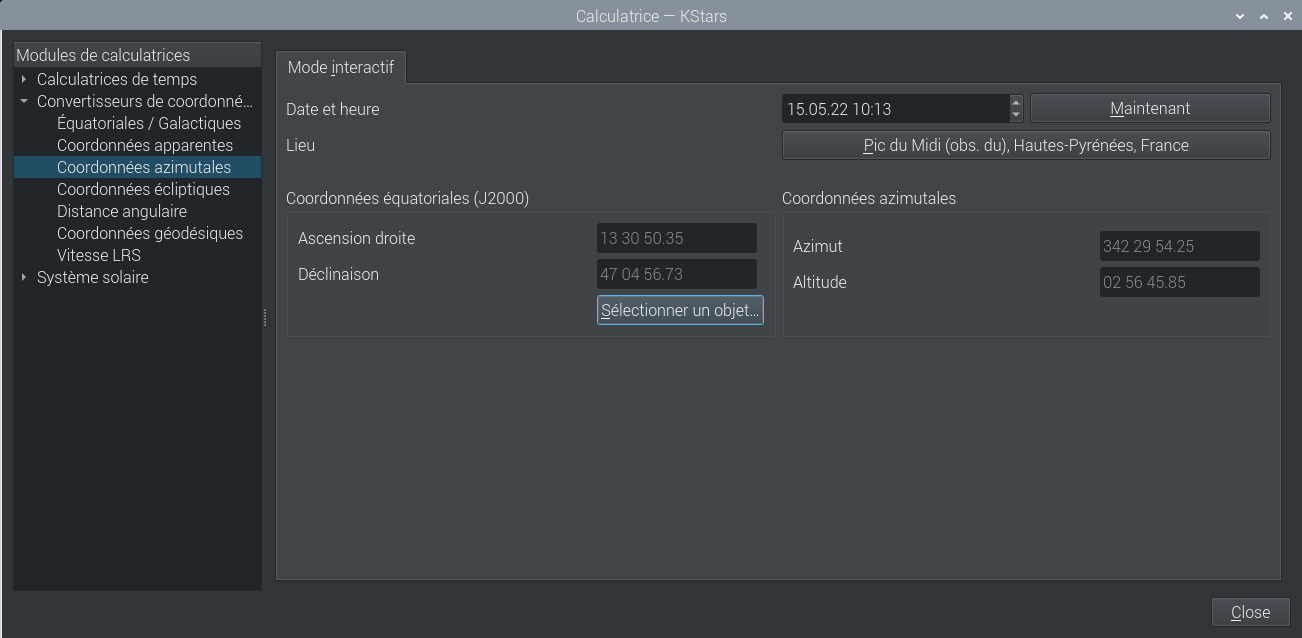 Calculatrice — KStars
Modules de calculatrices
Calculatrices de temps
Convertisseurs de coordonné...
Équatoriales / Galactiques
Coordonnées apparentes
Coordonnées azimutales
Coordonnées écliptiques
Distance angulaire
Coordonnées géodésiques
Vitesse LRS
Système solaire
Mode interactif
Date et heure
15.05.22 10:13
Maintenant
Lieu
Pic du Midi (obs. du), Hautes-Pyrénées, France
Coordonnées équatoriales (J2000)
Ascension droite
13 30 50.35
Déclinaison
47 04 56.73
Sélectionner un objet...
Coordonnées azimutales
Azimut
342 29 54.25
Altitude
02 56 45.85
Close